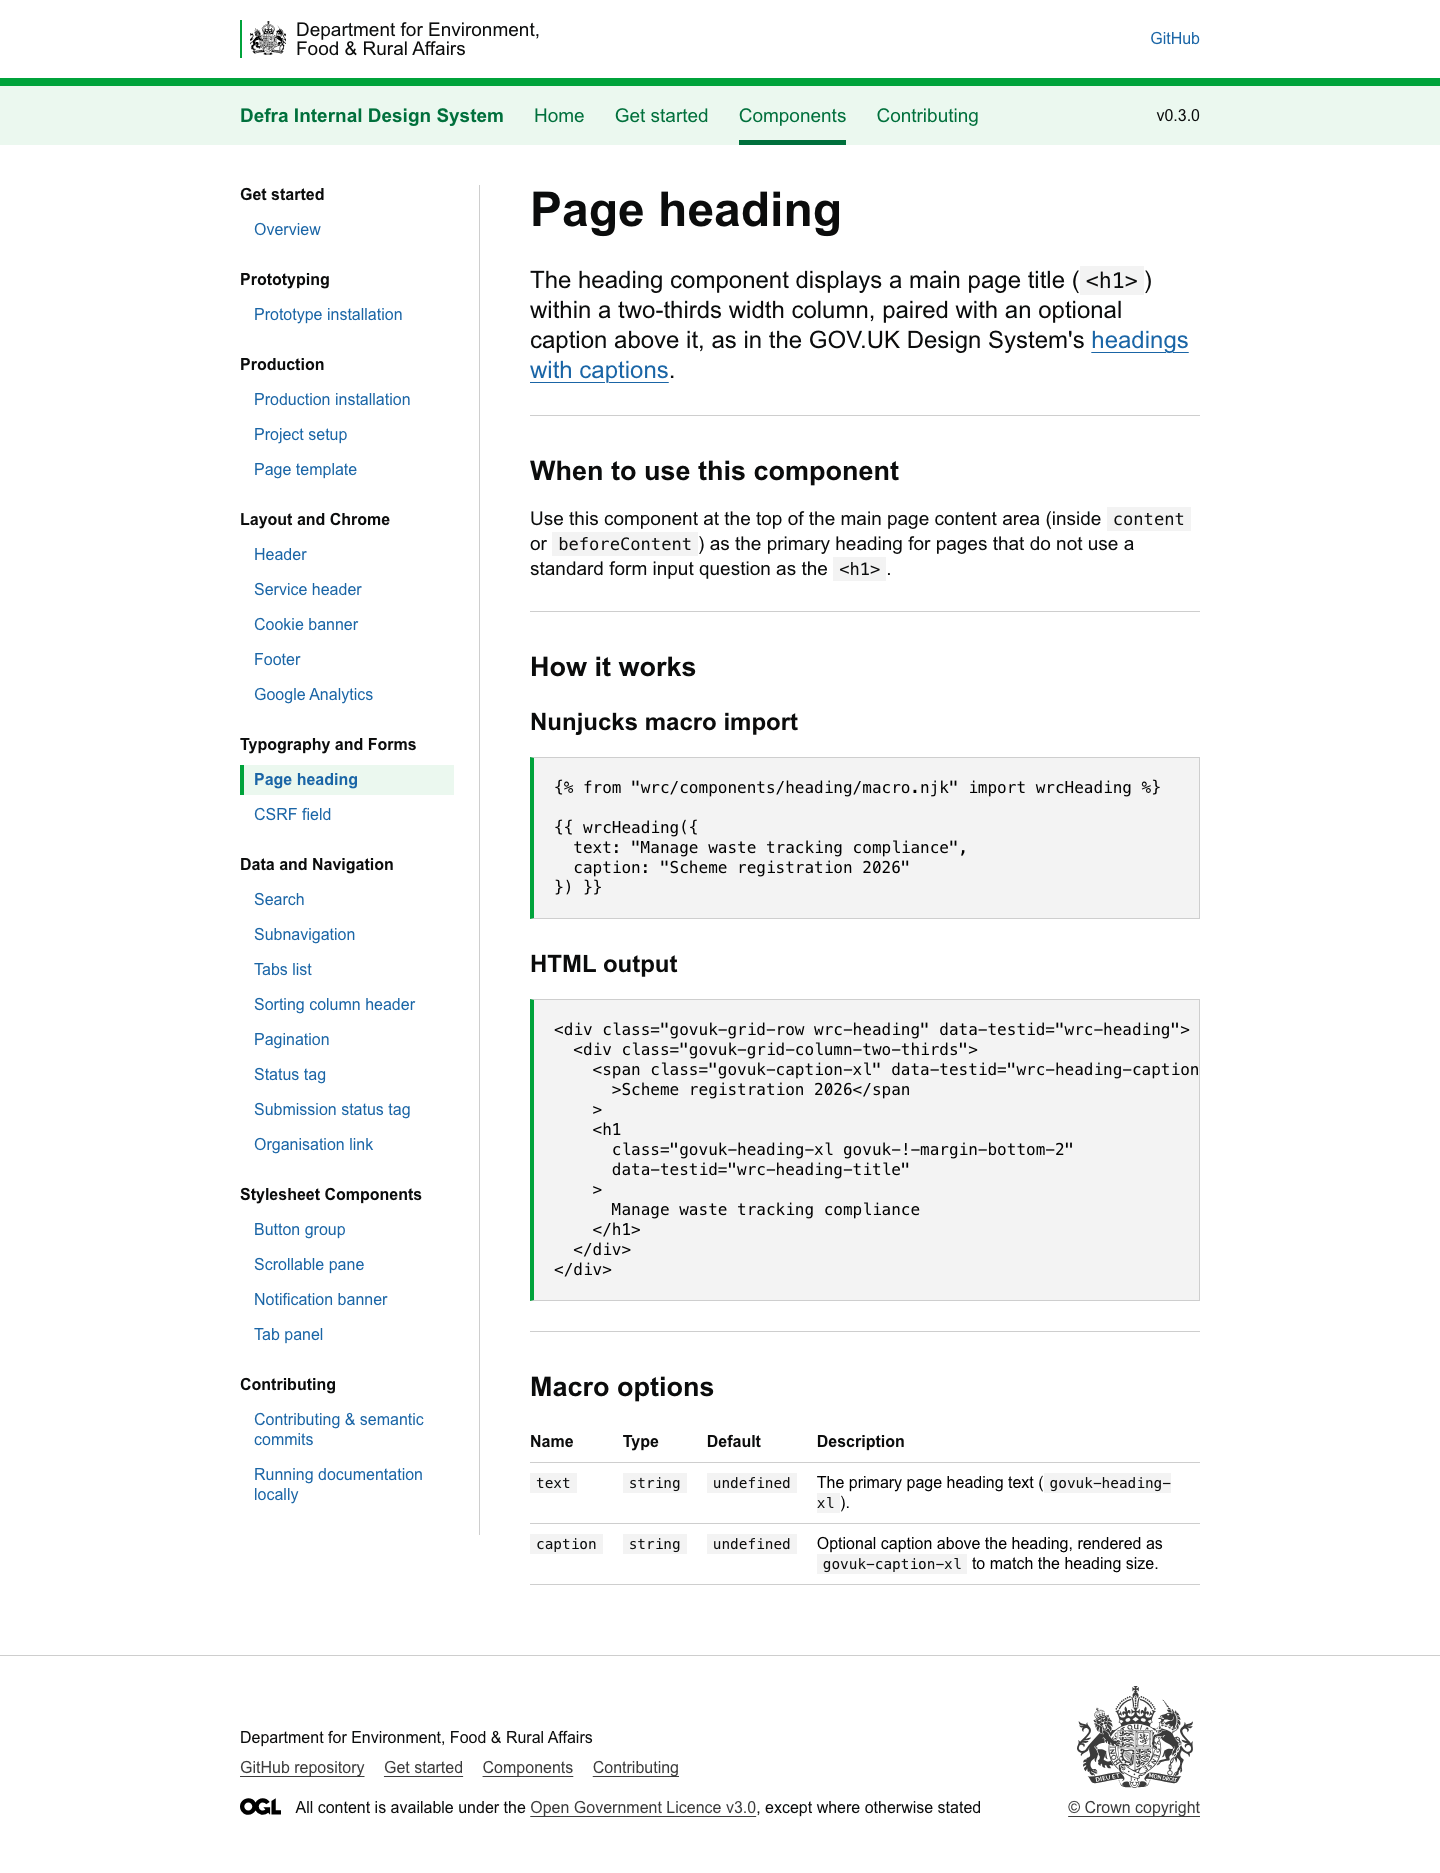 Department for Environment,
Food & Rural Affairs
GitHub
Defra Internal Design System
Home
Get started
Components
Contributing
v0.3.0
Get started
Overview
Prototyping
Prototype installation
Production
Production installation
Project setup
Page template
Layout and Chrome
Header
Service header
Cookie banner
Footer
Google Analytics
Typography and Forms
Page heading
CSRF field
Data and Navigation
Search
Subnavigation
Tabs list
Sorting column header
Pagination
Status tag
Submission status tag
Organisation link
Stylesheet Components
Button group
Scrollable pane
Notification banner
Tab panel
Contributing
Contributing & semantic
commits
Running documentation
locally
Page heading
The heading component displays a main page title ( <h1> )
within a two-thirds width column, paired with an optional
caption above it, as in the GOV.UK Design System's headings
with captions.
When to use this component
Use this component at the top of the main page content area (inside content
or beforeContent ) as the primary heading for pages that do not use a
standard form input question as the <h1> .
How it works
Nunjucks macro import
{% from "wrc/components/heading/macro.njk" import wrcHeading %}
{{ wrcHeading({
  text: "Manage waste tracking compliance",
  caption: "Scheme registration 2026"
}) }}
HTML output
<div class="govuk-grid-row wrc-heading" data-testid="wrc-heading">
  <div class="govuk-grid-column-two-thirds">
    <span class="govuk-caption-xl" data-testid="wrc-heading-caption
      >Scheme registration 2026</span
    >
    <h1
      class="govuk-heading-xl govuk-!-margin-bottom-2"
      data-testid="wrc-heading-title"
    >
      Manage waste tracking compliance
    </h1>
  </div>
</div>
Macro options
Name Type Default Description
text string undefined The primary page heading text ( govuk-heading-
xl ).
caption string undefined Optional caption above the heading, rendered as
govuk-caption-xl to match the heading size.
Department for Environment, Food & Rural Affairs
GitHub repository Get started Components Contributing
OGL All content is available under the Open Government Licence v3.0, except where otherwise stated
© Crown copyright